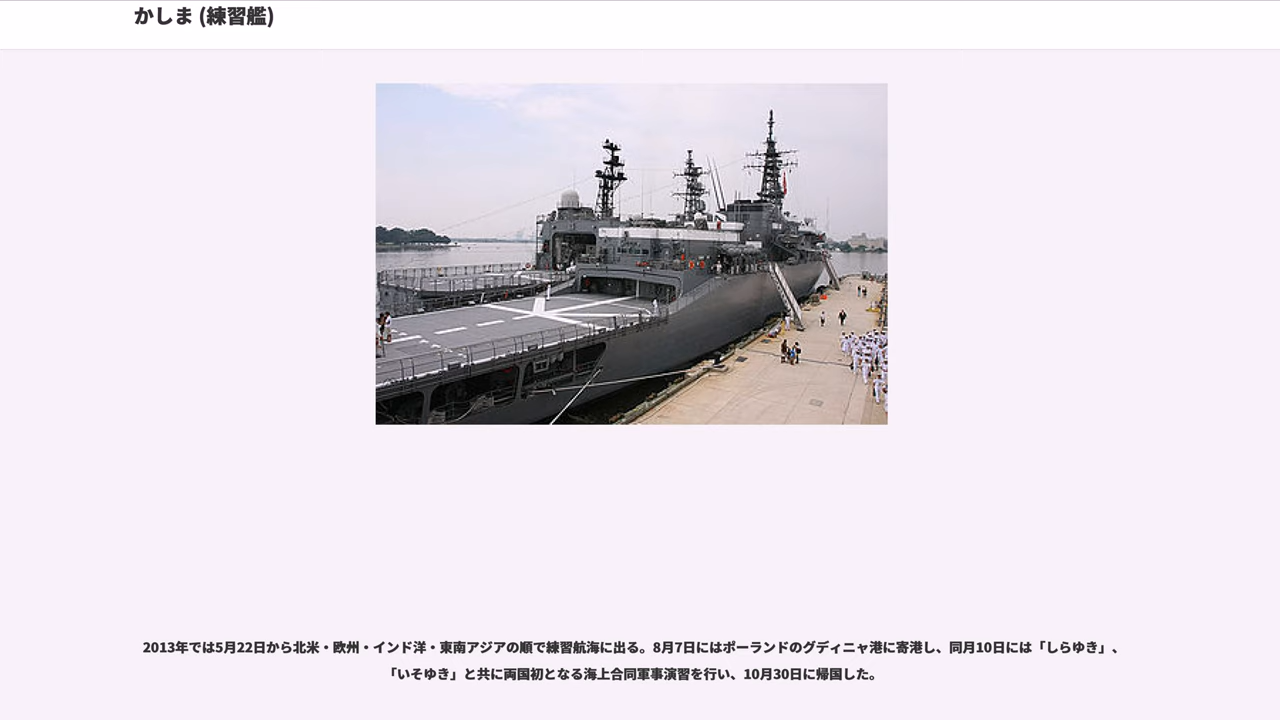 かしま (練習艦)
2013年では5月22日から北米・欧州・インド洋・東南アジアの順で練習航海に出る。8月7日にはポーランドのグディニャ港に寄港し、同月10日には「しらゆき」、
「いそゆき」と共に両国初となる海上合同軍事演習を行い、10月30日に帰国した。